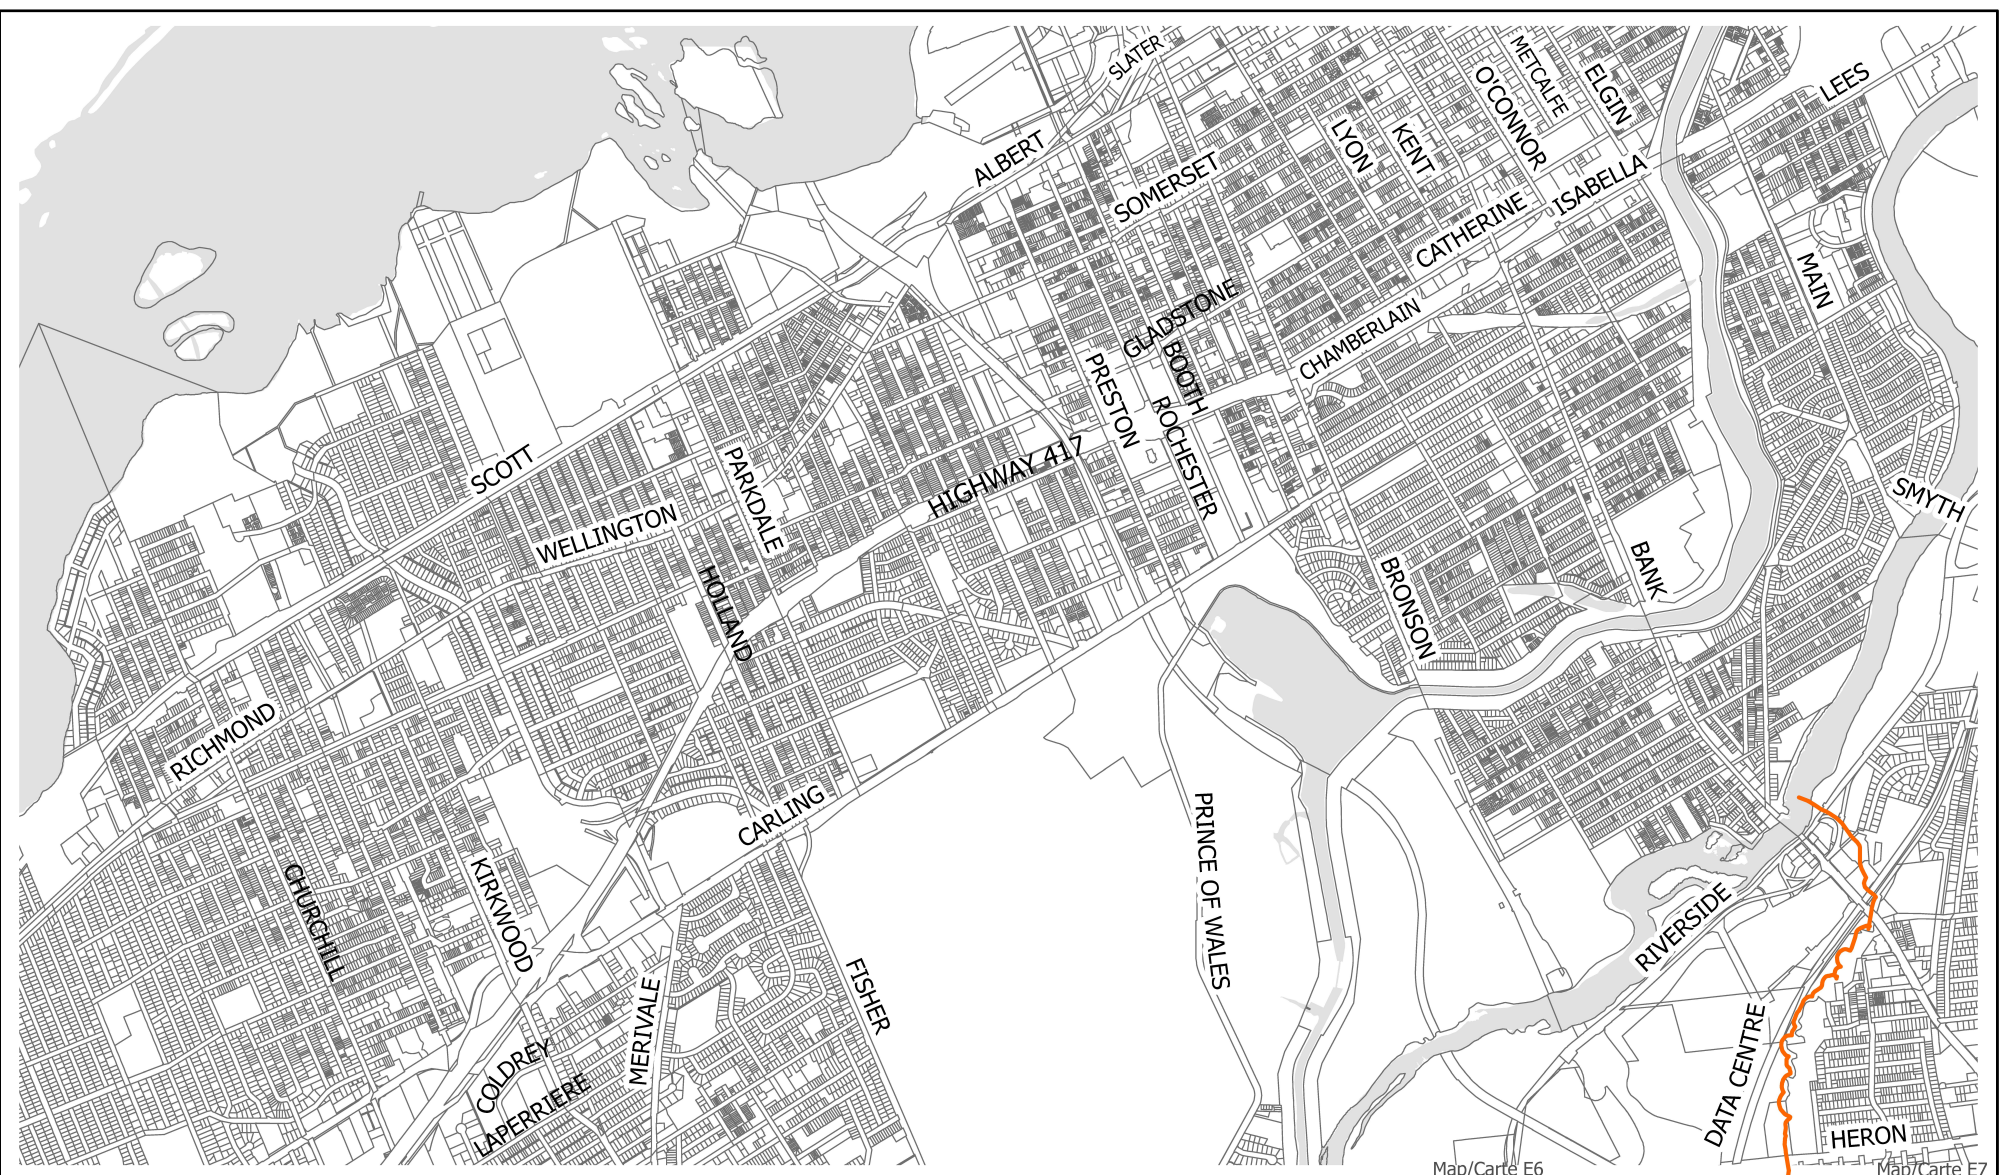 SLATER
METCALFE
ELGIN
LEES
O'CONNOR
ALBERT
LYON
KENT
SOMERSET
ISABELLA
CATHERINE
MAIN
GLADSTONE
CHAMBERLAIN
BOOTH
PRESTON
ROCHESTER
HIGHWAY 417
SCOTT
PARKDALE
WELLINGTON
SMYTH
HOLLAND
BANK
BRONSON
RICHMOND
CARLING
PRINCE OF WALES
CHURCHILL
KIRKWOOD
RIVERSIDE
FISHER
MERIVALE
COLDREY
LAPERRIERE
DATA CENTRE
HERON
Map/Carte E6
Map/Carte E7